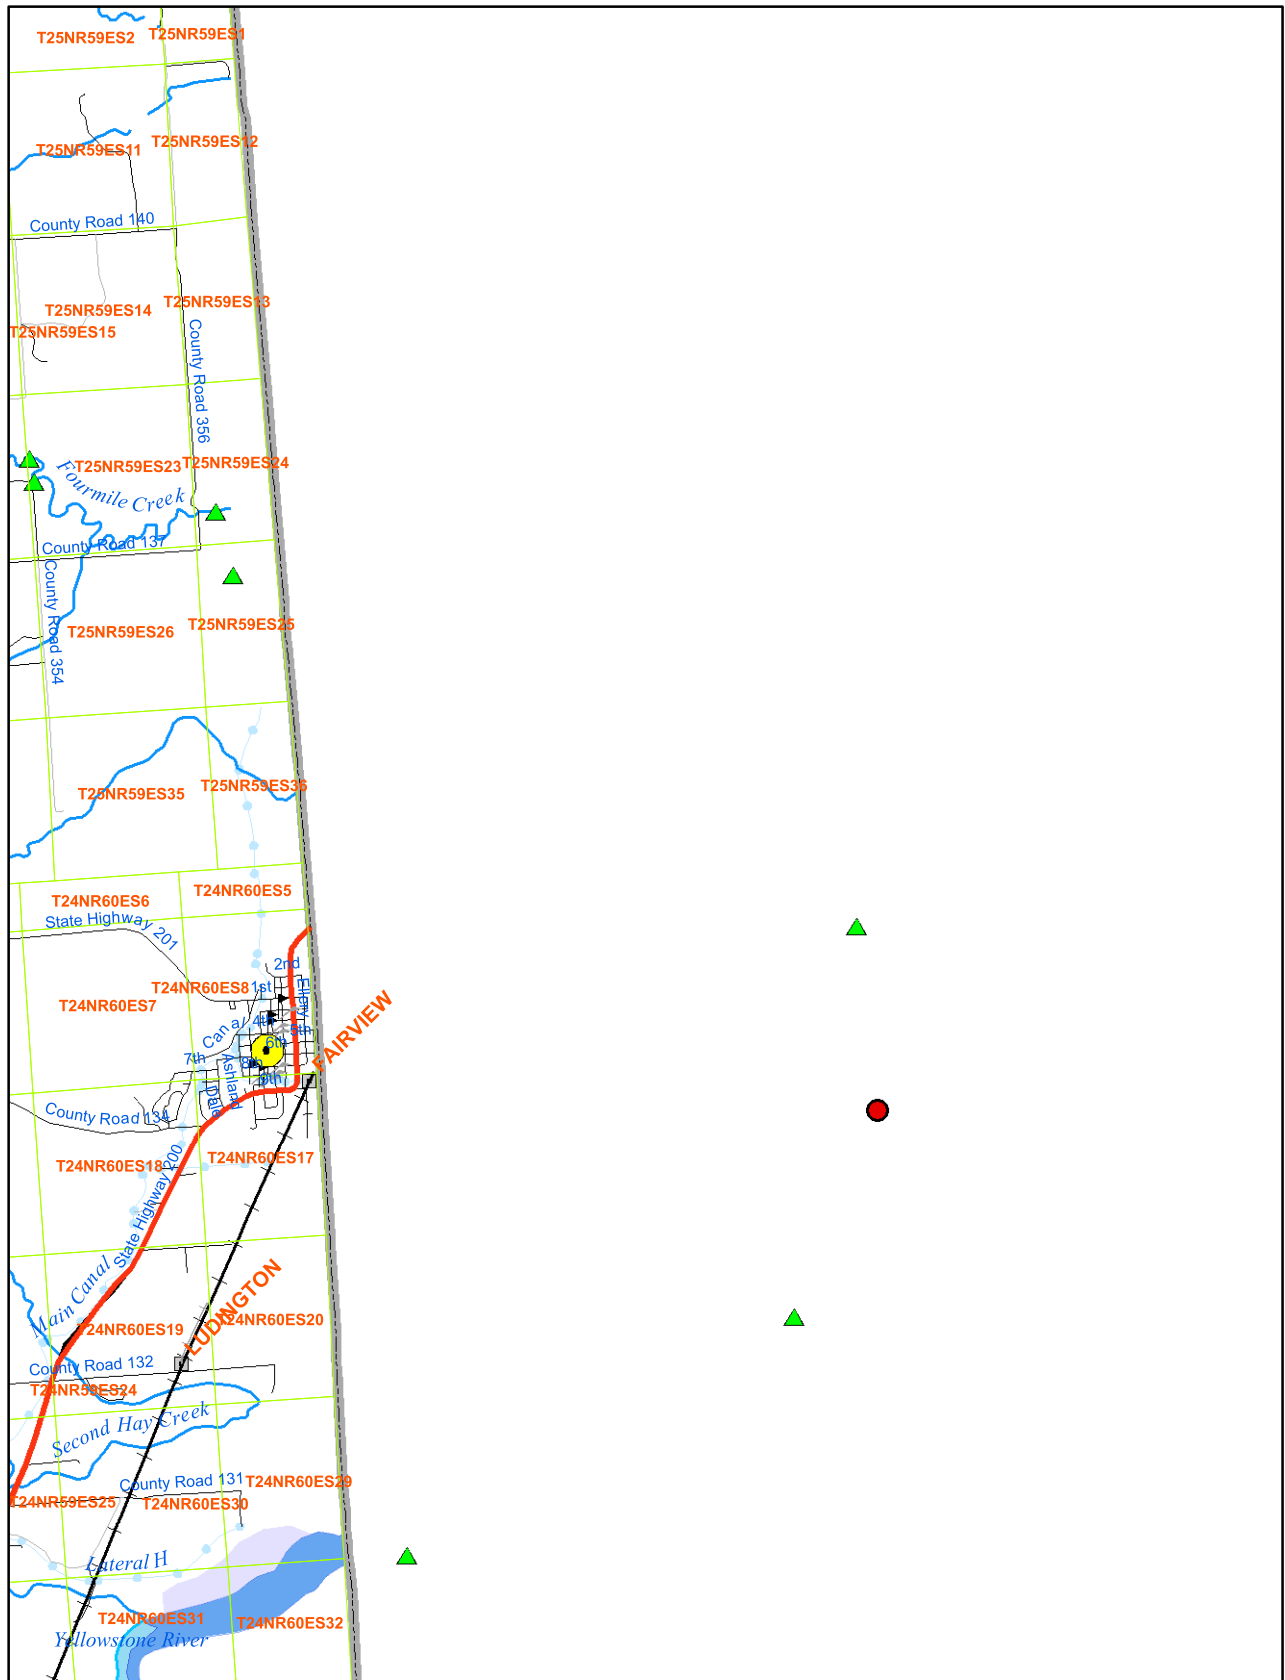 T25NR59ES2
T25NR59ES1
T25NR59ES12
T25NR59ES11
County Road 140
T25NR59ES13
T25NR59ES14
T25NR59ES15
County Road 356
T25NR59ES23
T25NR59ES24
Fourmile Creek
County Road 137
County Road 354
T25NR59ES26
T25NR59ES25
T25NR59ES35
T25NR59ES36
T24NR60ES6
T24NR60ES5
State Highway 201
2nd
T24NR60ES8
1st
Ellery
T24NR60ES7
Canal
4th
5th
6th
FAIRVIEW
7th
8th
Ashland
9th
Dale
County Road 134
T24NR60ES18
T24NR60ES17
State Highway 200
Main Canal
LUDINGTON
T24NR60ES19
T24NR60ES20
County Road 132
T24NR59ES24
Second Hay Creek
County Road 131
T24NR60ES29
T24NR59ES25
T24NR60ES30
Lateral H
T24NR60ES31
T24NR60ES32
Yellowstone River